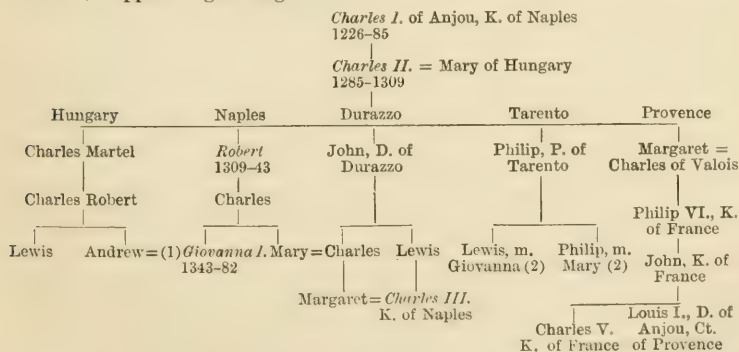 Charles I. of Anjou, K. of Naples
1226–85
Charles II. = Mary of Hungary
1285–1309
Hungary Naples Durazzo Tarento Provence
Charles Martel Robert John, D. of Philip, P. of Margaret =
1309–43 Durazzo Tarento Charles of Valois
Charles Robert Charles Philip VI., K.
of France
Lewis Andrew = (1) Giovanna I. Mary = Charles Lewis Lewis, m. Philip, m. John, K. of
1343–82 Giovanna (2) Mary (2) France
Margaret = Charles III.
K. of Naples
Charles V. Louis I., D. of
K. of France Anjou, Ct.
of Provence